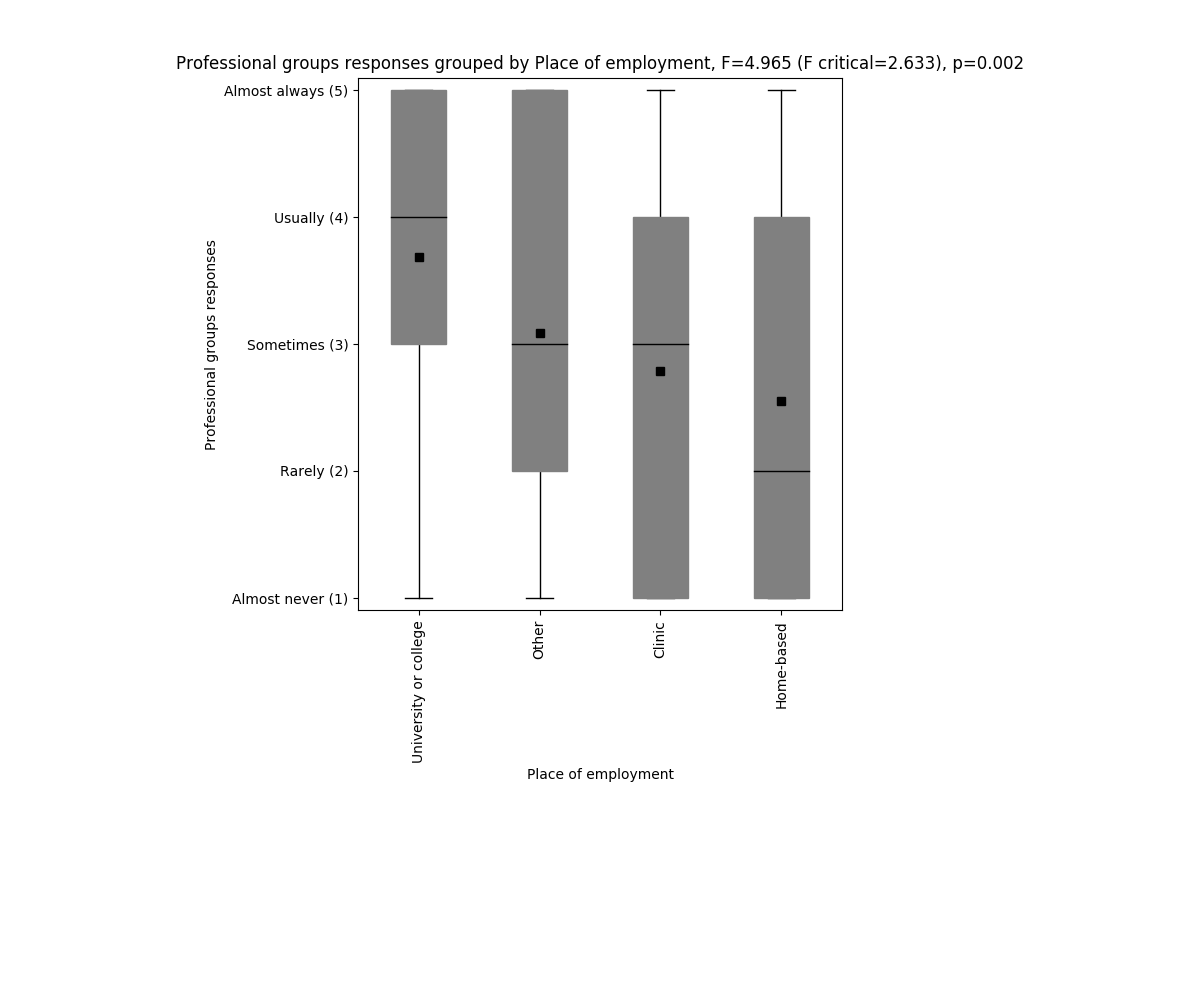 Professional groups responses grouped by Place of employment, F=4.965 (F critical=2.633), p=0.002
Almost always (5)
Usually (4)
Sometimes (3)
Rarely (2)
Almost never (1)
Professional groups responses
University or college
Other
Clinic
Home-based
Place of employment